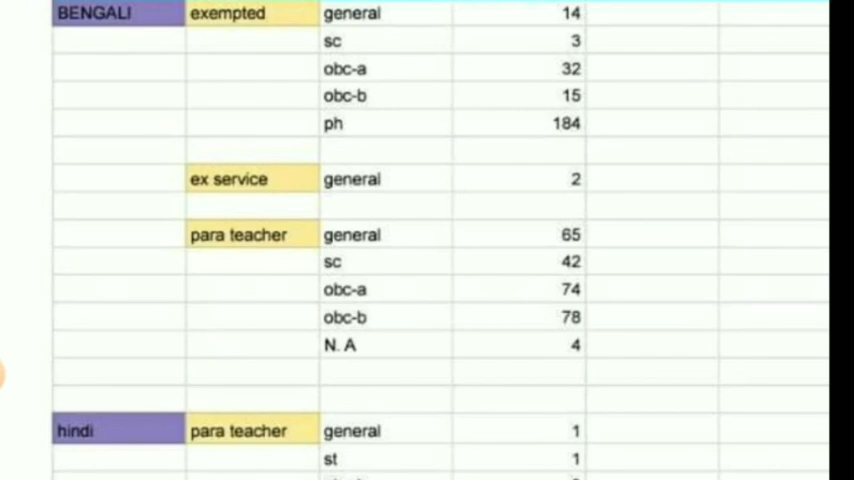 BENGALI exempted general 14
sc 3
obc-a 32
obc-b 15
ph 184
ex service general 2
para teacher general 65
sc 42
obc-a 74
obc-b 78
N. A 4
hindi para teacher general 1
st 1